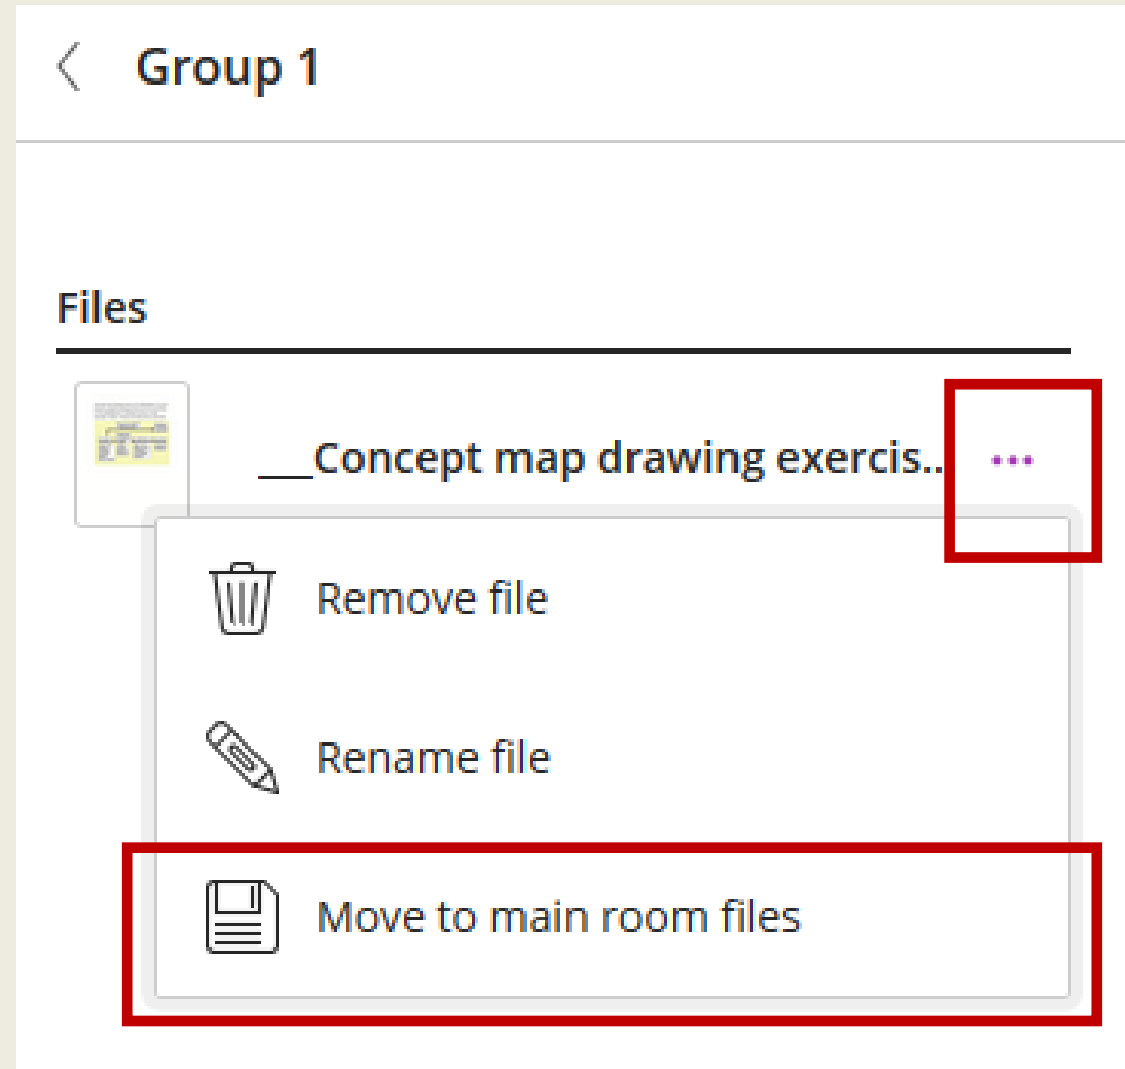 Group 1
Files
___Concept map drawing exercis..
Remove file
Rename file
Move to main room files